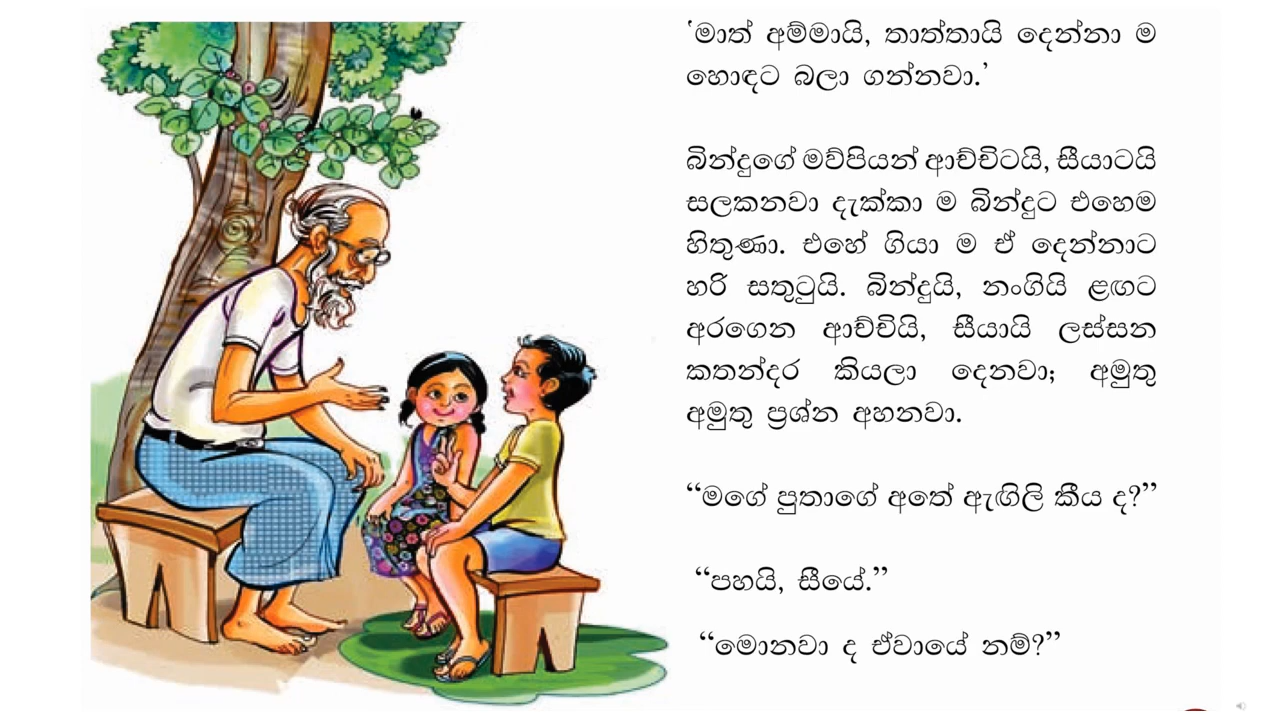 ‘මාත් අම්මායි, තාත්තායි දෙන්නා ම
හොඳට බලා ගන්නවා.’
බින්දුගේ මව්පියන් ආච්චිටයි, සීයාටයි
සලකනවා දැක්කා ම බින්දුට එහෙම
හිතුණා. එහේ ගියා ම ඒ දෙන්නාට
හරි සතුටුයි. බින්දුයි, නංගියි ළඟට
අරගෙන ආච්චියි, සීයායි ලස්සන
කතන්දර කියලා දෙනවා; අමුතු
අමුතු ප්‍රශ්න අහනවා.
“මගේ පුතාගේ අතේ ඇඟිලි කීය ද?”
“පහයි, සීයේ.”
“මොනවා ද ඒවායේ නම්?”